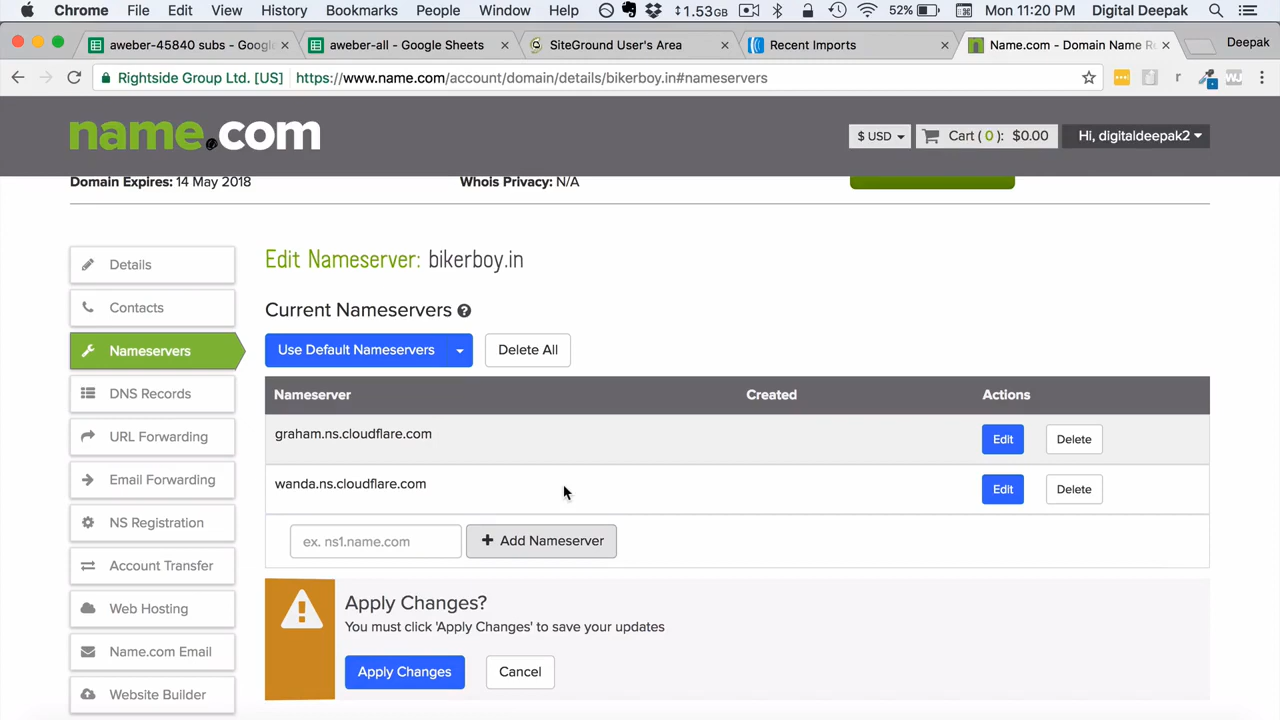 Chrome File Edit View History Bookmarks People Window Help 1.53GB 52% Mon 11:20 PM Digital Deepak
aweber-45840 subs - Goog × aweber-all - Google Sheets × SiteGround User's Area × Recent Imports × Name.com - Domain Name R × Deepak
Rightside Group Ltd. [US] https://www.name.com/account/domain/details/bikerboy.in#nameservers
name.com
$ USD Cart ( 0 ): $0.00 Hi, digitaldeepak2
Domain Expires: 14 May 2018 Whois Privacy: N/A
Details
Contacts
Nameservers
DNS Records
URL Forwarding
Email Forwarding
NS Registration
Account Transfer
Web Hosting
Name.com Email
Website Builder
Edit Nameserver: bikerboy.in
Current Nameservers ?
Use Default Nameservers Delete All
Nameserver Created Actions
graham.ns.cloudflare.com Edit Delete
wanda.ns.cloudflare.com Edit Delete
ex. ns1.name.com + Add Nameserver
Apply Changes?
You must click 'Apply Changes' to save your updates
Apply Changes Cancel